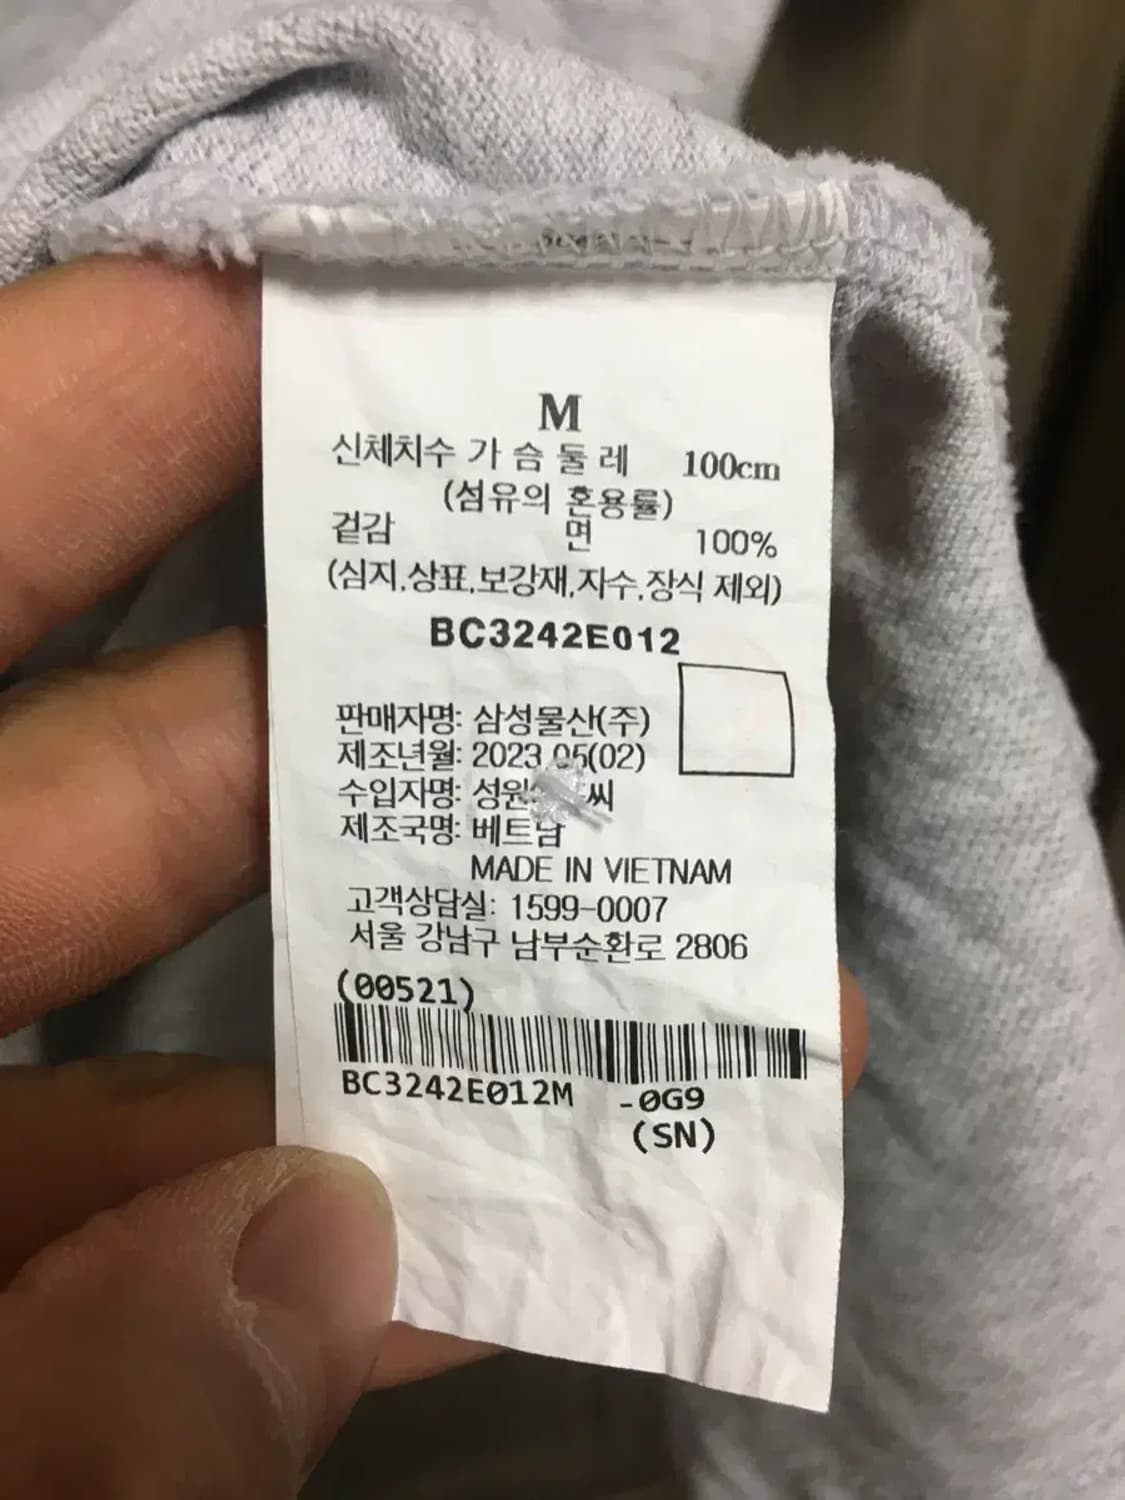 M
신체치수 가 슴 둘 레 100cm
(섬유의 혼용률)
겉감 면 100%
(심지,상표,보강재,자수,장식 제외)
BC3242E012
판매자명: 삼성물산(주)
제조년월: 2023.05(02)
수입자명:
제조국명: 베트남
MADE IN VIETNAM
고객상담실: 1599-0007
서울 강남구 남부순환로 2806
(00521)
BC3242E012M -0G9
(SN)